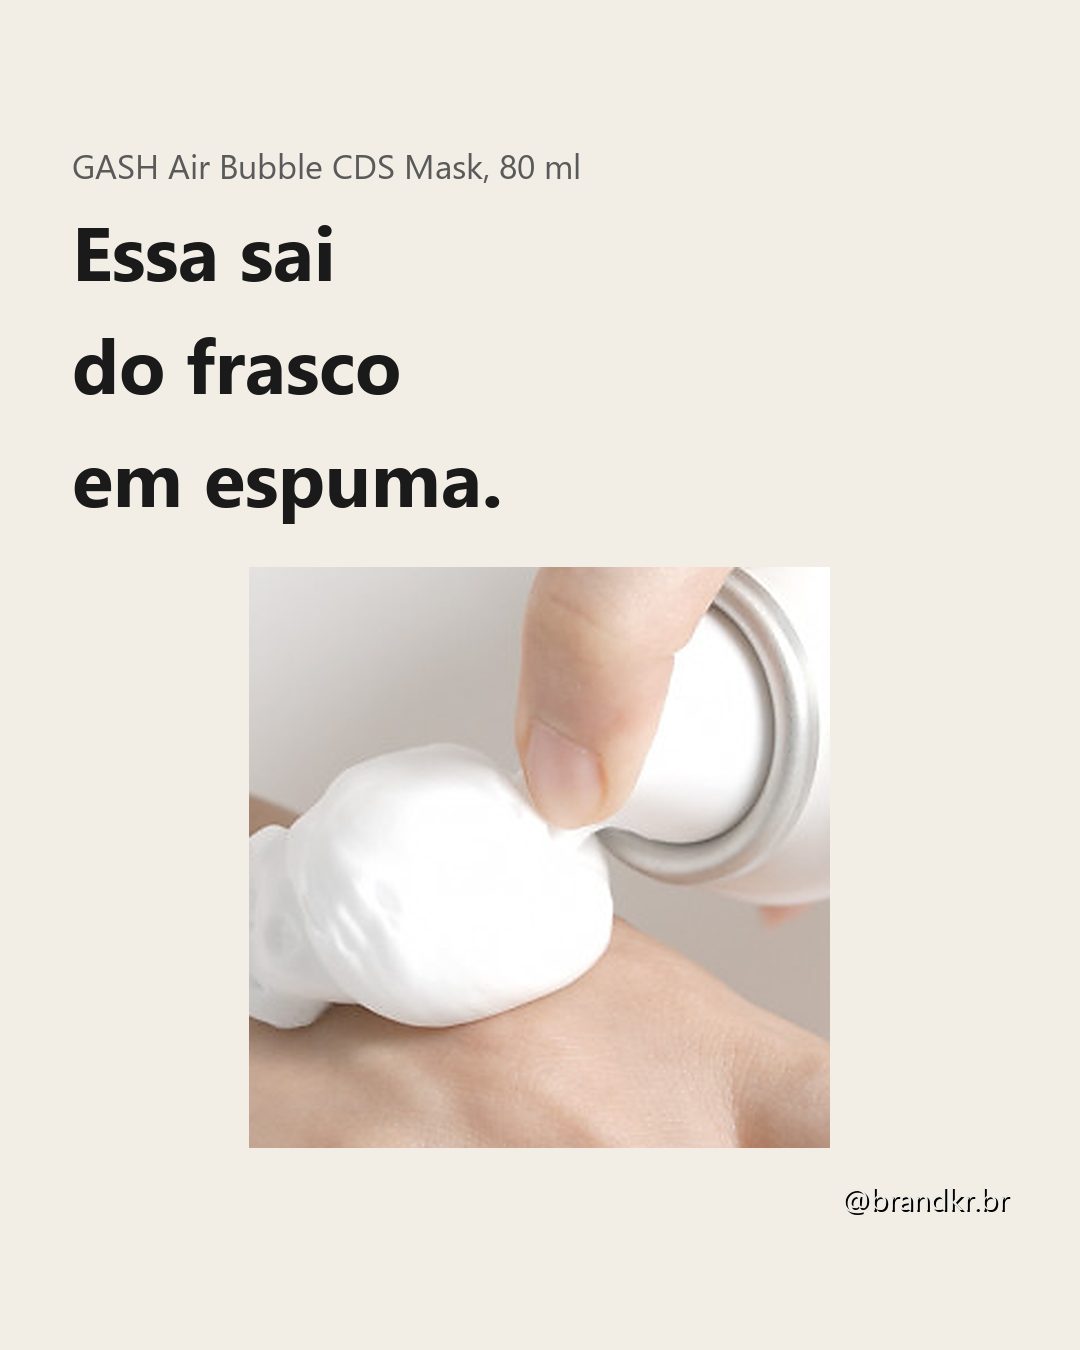 GASH Air Bubble CDS Mask, 80 ml
Essa sai
do frasco
em espuma.
@brandkr.br